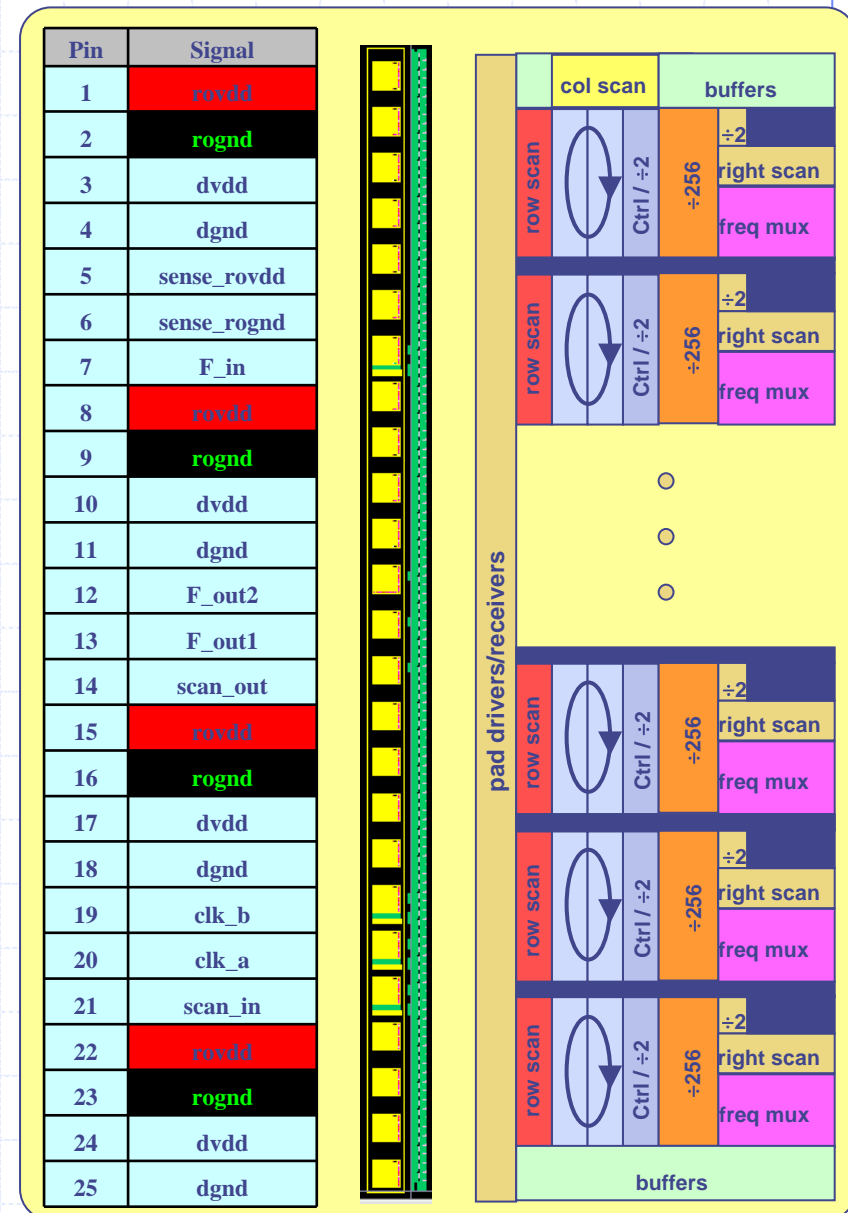 Pin Signal
1 rovdd
2 rognd
3 dvdd
4 dgnd
5 sense_rovdd
6 sense_rognd
7 F_in
8 rovdd
9 rognd
10 dvdd
11 dgnd
12 F_out2
13 F_out1
14 scan_out
15 rovdd
16 rognd
17 dvdd
18 dgnd
19 clk_b
20 clk_a
21 scan_in
22 rovdd
23 rognd
24 dvdd
25 dgnd
pad drivers/receivers
col scan
buffers
row scan
Ctrl / ÷2
÷256
÷2
right scan
freq mux
row scan
Ctrl / ÷2
÷256
÷2
right scan
freq mux
row scan
Ctrl / ÷2
÷256
÷2
right scan
freq mux
row scan
Ctrl / ÷2
÷256
÷2
right scan
freq mux
row scan
Ctrl / ÷2
÷256
÷2
right scan
freq mux
buffers